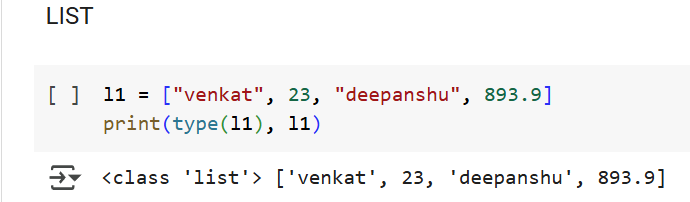 LIST
[ ] l1 = ["venkat", 23, "deepanshu", 893.9]
print(type(l1), l1)
<class 'list'> ['venkat', 23, 'deepanshu', 893.9]